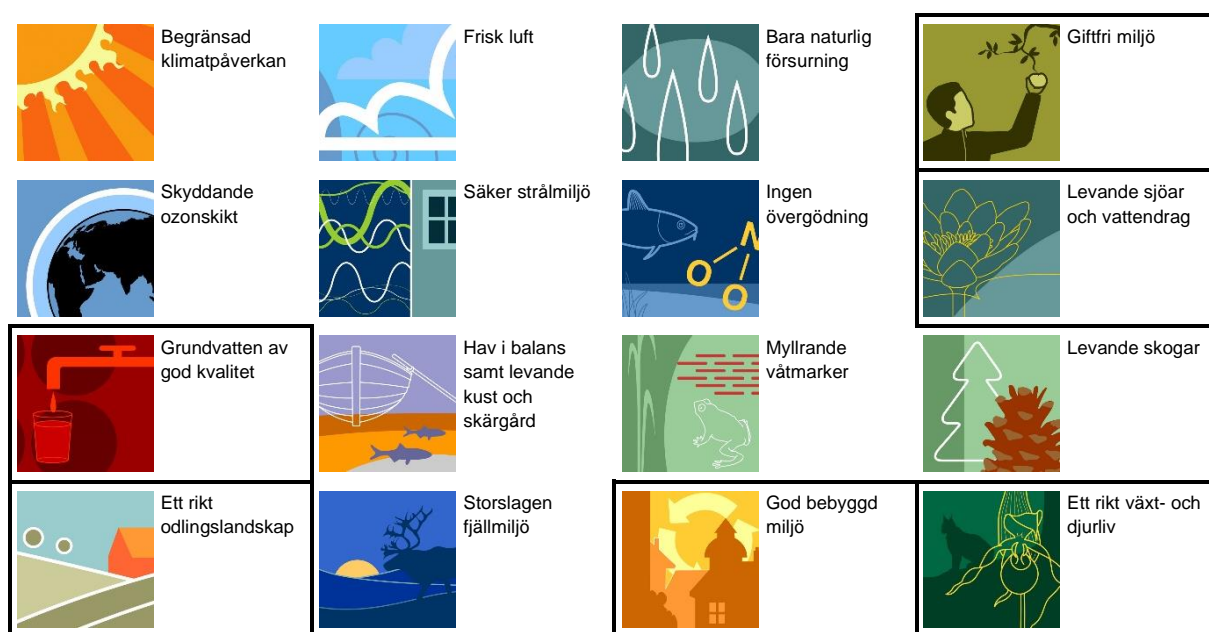 Begränsad
klimatpåverkan
Frisk luft
Bara naturlig
försurning
Giftfri miljö
Skyddande
ozonskikt
Säker strålmiljö
Ingen
övergödning
N
O
O
Levande sjöar
och vattendrag
Grundvatten av
god kvalitet
Hav i balans
samt levande
kust och
skärgård
Myllrande
våtmarker
Levande skogar
Ett rikt
odlingslandskap
Storslagen
fjällmiljö
God bebyggd
miljö
Ett rikt växt- och
djurliv